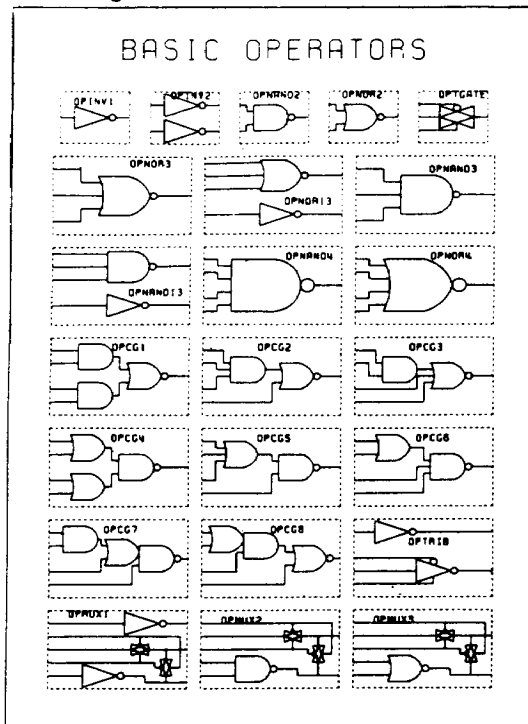 BASIC OPERATORS
OPINV1
OPINV2
OPNAND2
OPNOR2
OPTGATE
OPNOR3
OPNORI3
OPNAND3
OPNANDI3
OPNAND4
OPNOR4
OPCG1
OPCG2
OPCG3
OPCG4
OPCG5
OPCG6
OPCG7
OPCG8
OPTRIB
OPMUX1
OPMUX2
OPMUX3